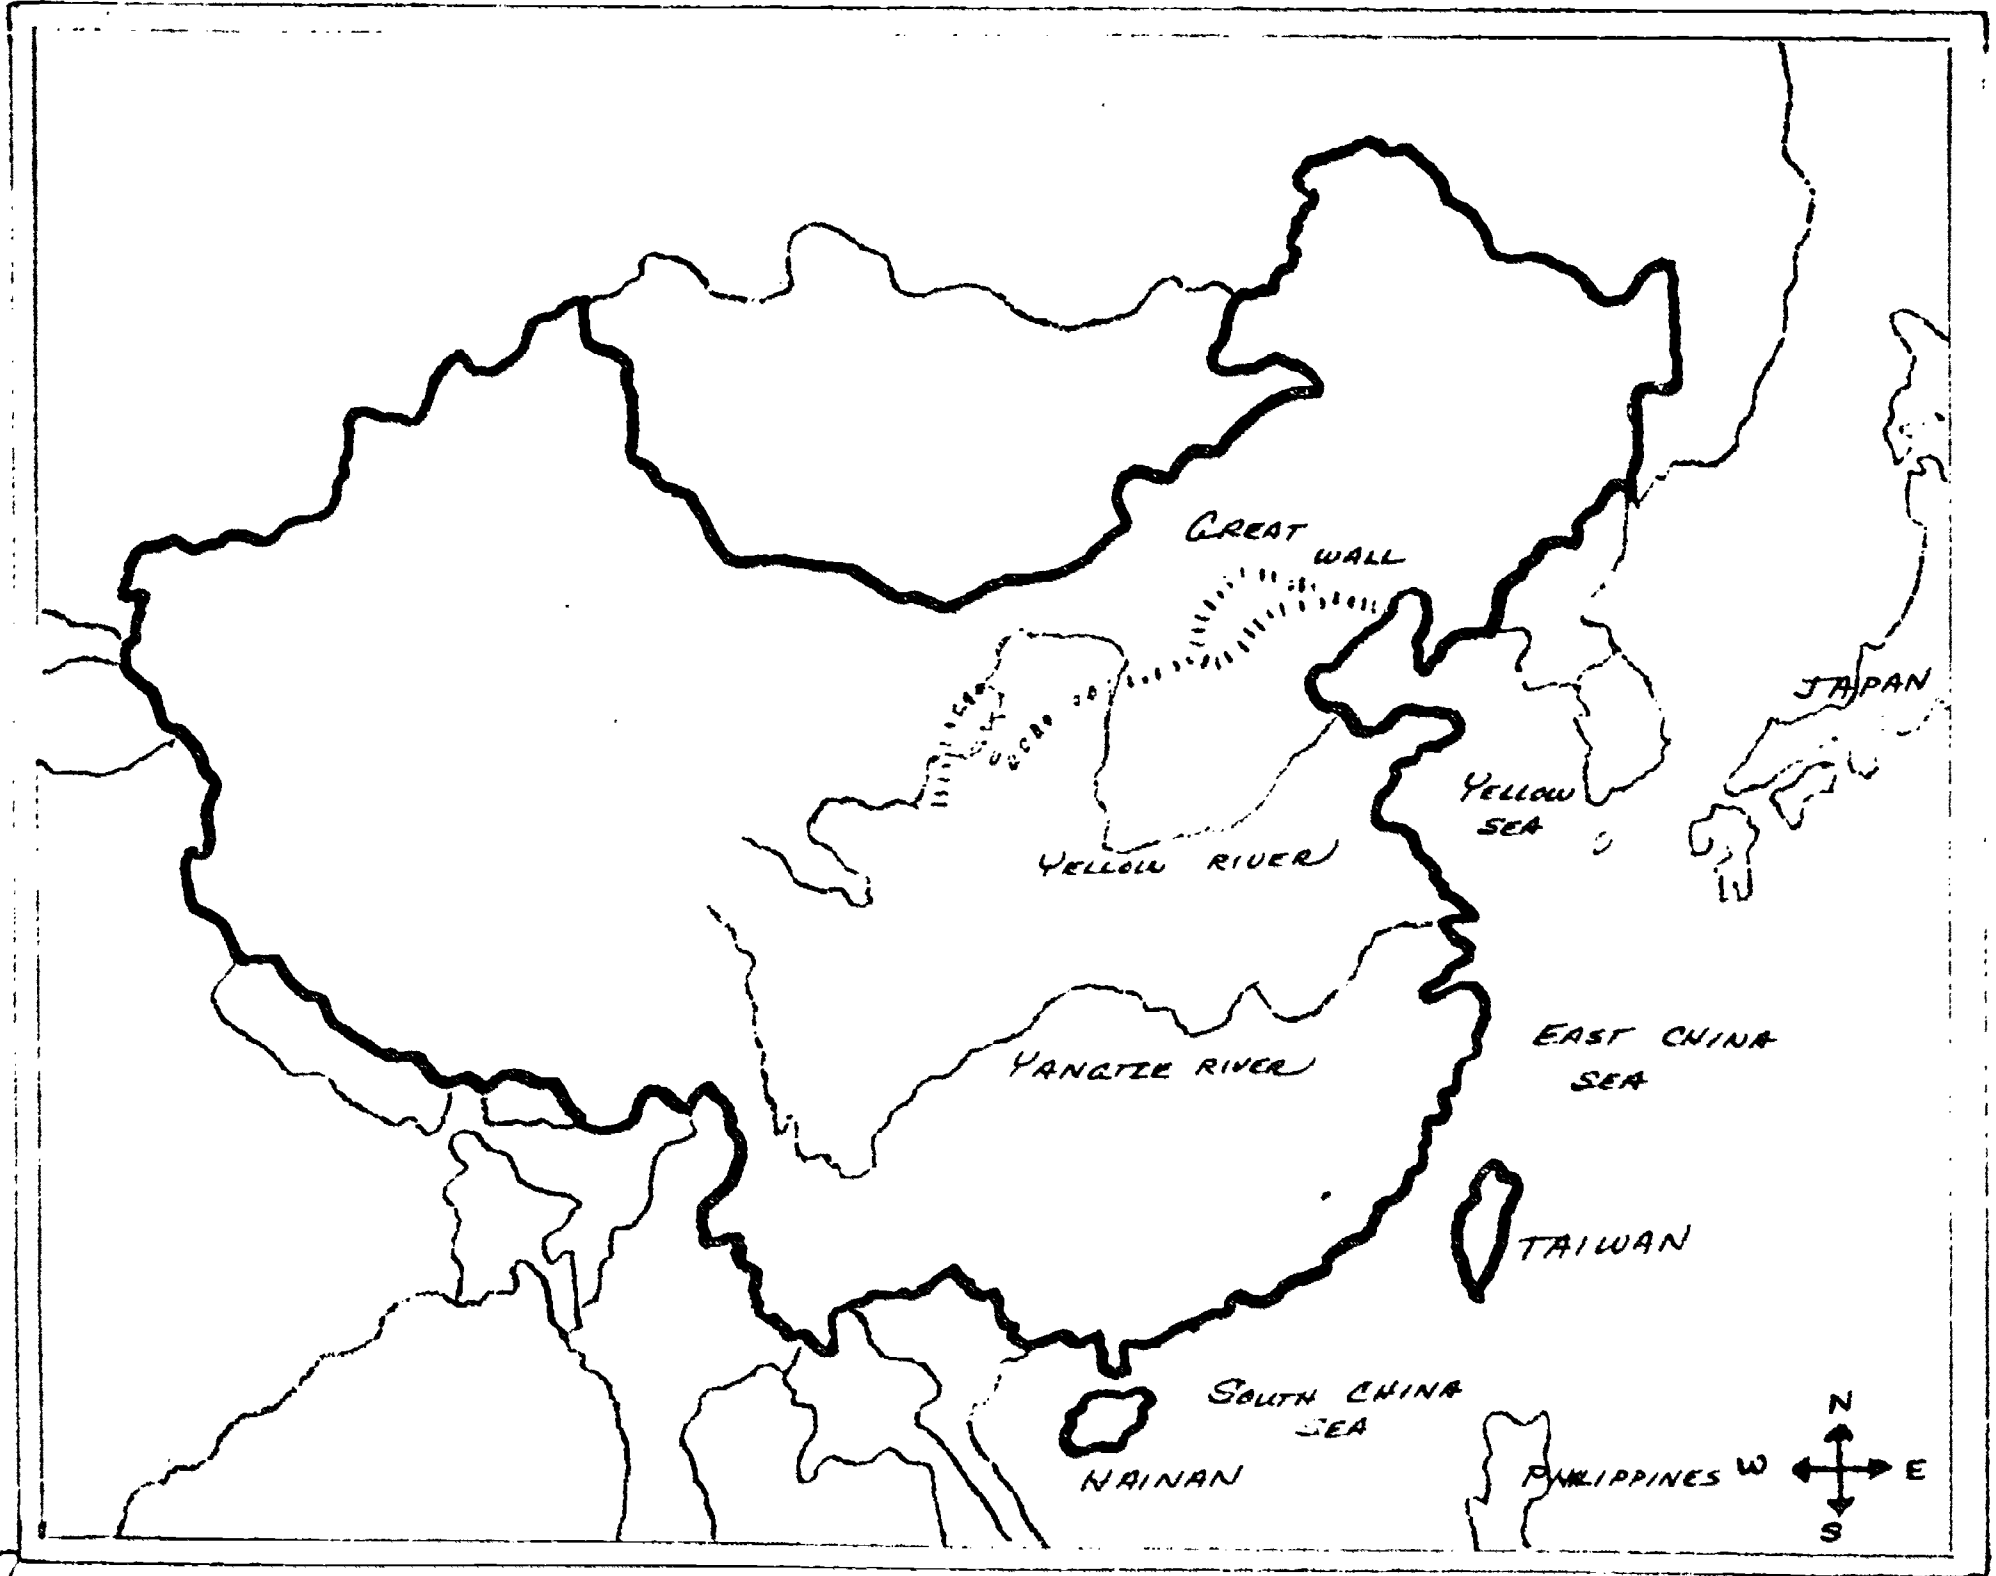 GREAT
WALL
JAPAN
YELLOW
SEA
YELLOW RIVER
EAST CHINA
SEA
YANGTZE RIVER
TAIWAN
SOUTH CHINA
SEA
HAINAN
PHILIPPINES
N
W E
S